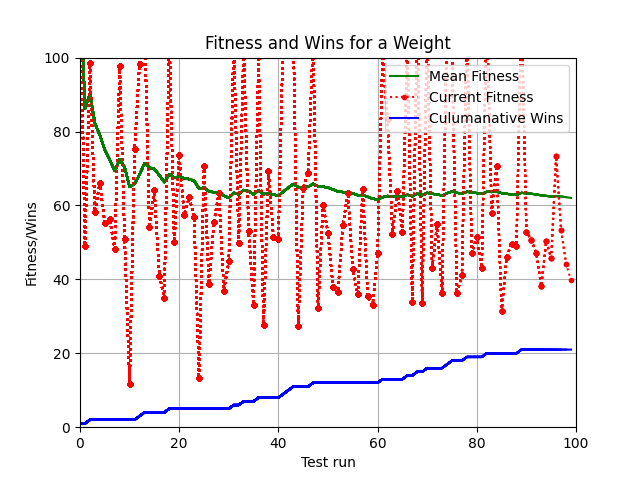 Fitness and Wins for a Weight
Mean Fitness
Current Fitness
Culumanative Wins
Fitness/Wins
100
80
60
40
20
0
0 20 40 60 80 100
Test run